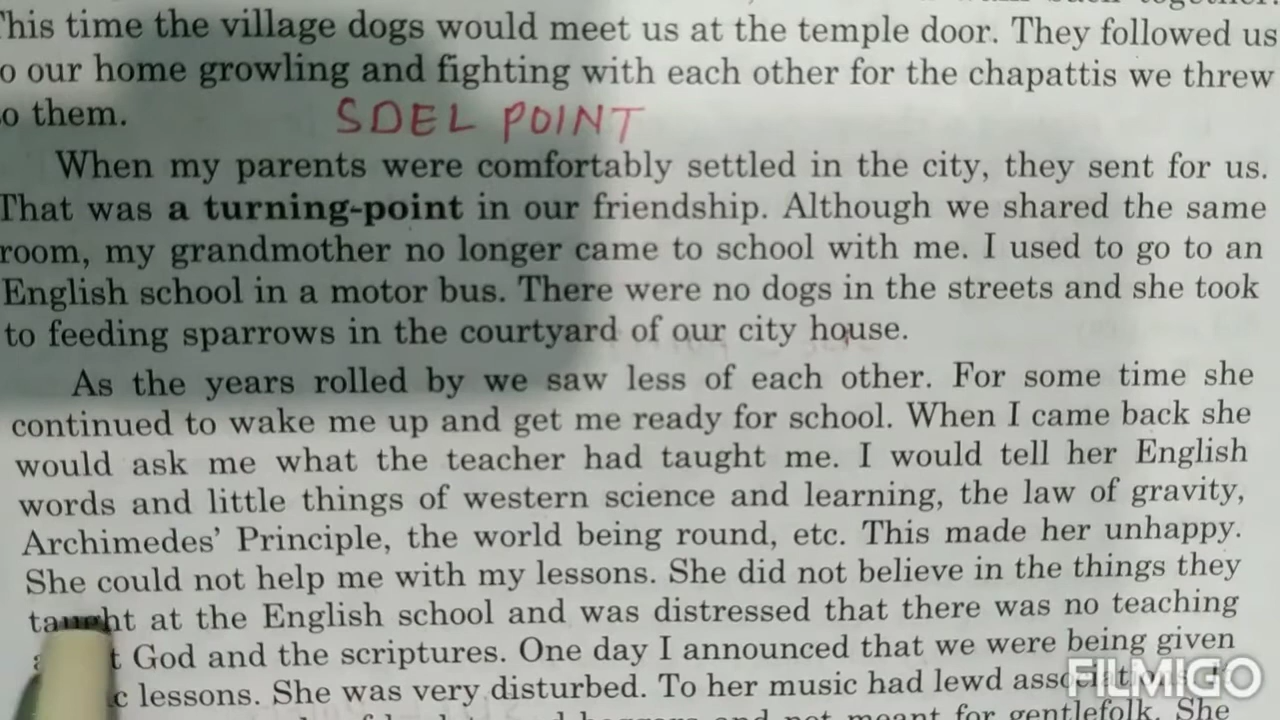 This time the village dogs would meet us at the temple door. They followed us
o our home growling and fighting with each other for the chapattis we threw
o them.
SDEL POINT
When my parents were comfortably settled in the city, they sent for us.
That was a turning-point in our friendship. Although we shared the same
room, my grandmother no longer came to school with me. I used to go to an
English school in a motor bus. There were no dogs in the streets and she took
to feeding sparrows in the courtyard of our city house.
As the years rolled by we saw less of each other. For some time she
continued to wake me up and get me ready for school. When I came back she
would ask me what the teacher had taught me. I would tell her English
words and little things of western science and learning, the law of gravity,
Archimedes' Principle, the world being round, etc. This made her unhappy.
She could not help me with my lessons. She did not believe in the things they
taught at the English school and was distressed that there was no teaching
t God and the scriptures. One day I announced that we were being given
c lessons. She was very disturbed. To her music had lewd
and not meant for gentlefolk. She
FILMIGO